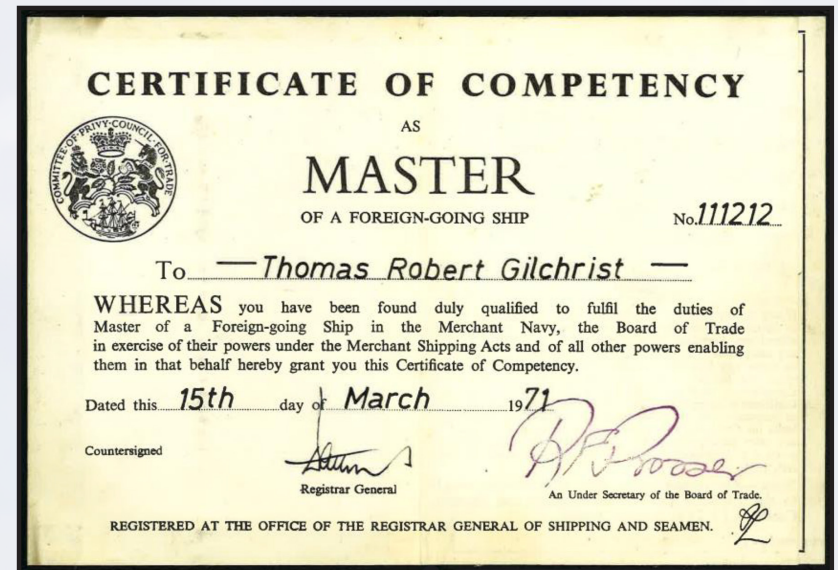 CERTIFICATE OF COMPETENCY
COMMITTEE·OF·PRIVY·COUNCIL·FOR·TRADE
AS
MASTER
OF A FOREIGN-GOING SHIP
No. 111212
To — Thomas Robert Gilchrist —
WHEREAS you have been found duly qualified to fulfil the duties of
Master of a Foreign-going Ship in the Merchant Navy, the Board of Trade
in exercise of their powers under the Merchant Shipping Acts and of all other powers enabling
them in that behalf hereby grant you this Certificate of Competency.
Dated this 15th day of March 1971
Countersigned
Registrar General
An Under Secretary of the Board of Trade.
REGISTERED AT THE OFFICE OF THE REGISTRAR GENERAL OF SHIPPING AND SEAMEN.